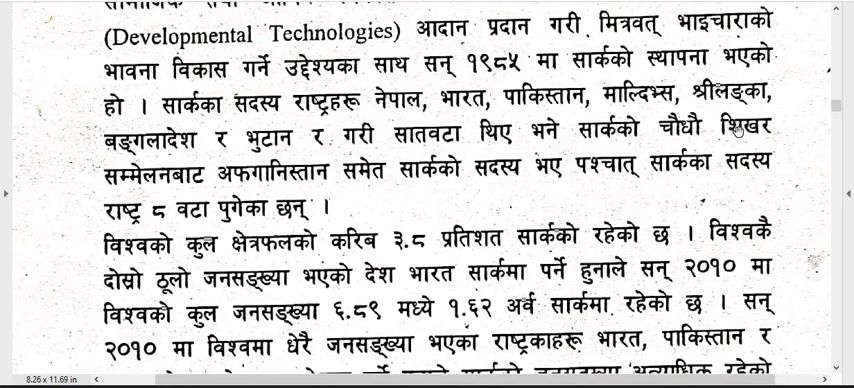 (Developmental Technologies) आदान प्रदान गरी मित्रवत् भाइचाराको
भावना विकास गर्ने उद्देश्यका साथ सन् १९८५ मा सार्कको स्थापना भएको
हो । सार्कका सदस्य राष्ट्रहरू नेपाल, भारत, पाकिस्तान, माल्दिभ्स, श्रीलङ्का,
बङ्गलादेश र भुटान र गरी सातवटा थिए भने सार्कको चौधौ शिखर
सम्मेलनबाट अफगानिस्तान समेत सार्कको सदस्य भए पश्चात् सार्कका सदस्य
राष्ट्र ८ वटा पुगेका छन् ।
विश्वको कुल क्षेत्रफलको करिब ३.८ प्रतिशत सार्कको रहेको छ । विश्वकै
दोस्रो ठूलो जनसङ्ख्या भएको देश भारत सार्कमा पर्ने हुनाले सन् २०१० मा
विश्वको कुल जनसङ्ख्या ६.८९ मध्ये १.६२ अर्व सार्कमा रहेको छ । सन्
२०१० मा विश्वमा धेरै जनसङ्ख्या भएका राष्ट्रकाहरू भारत, पाकिस्तान र
8.26 x 11.69 in